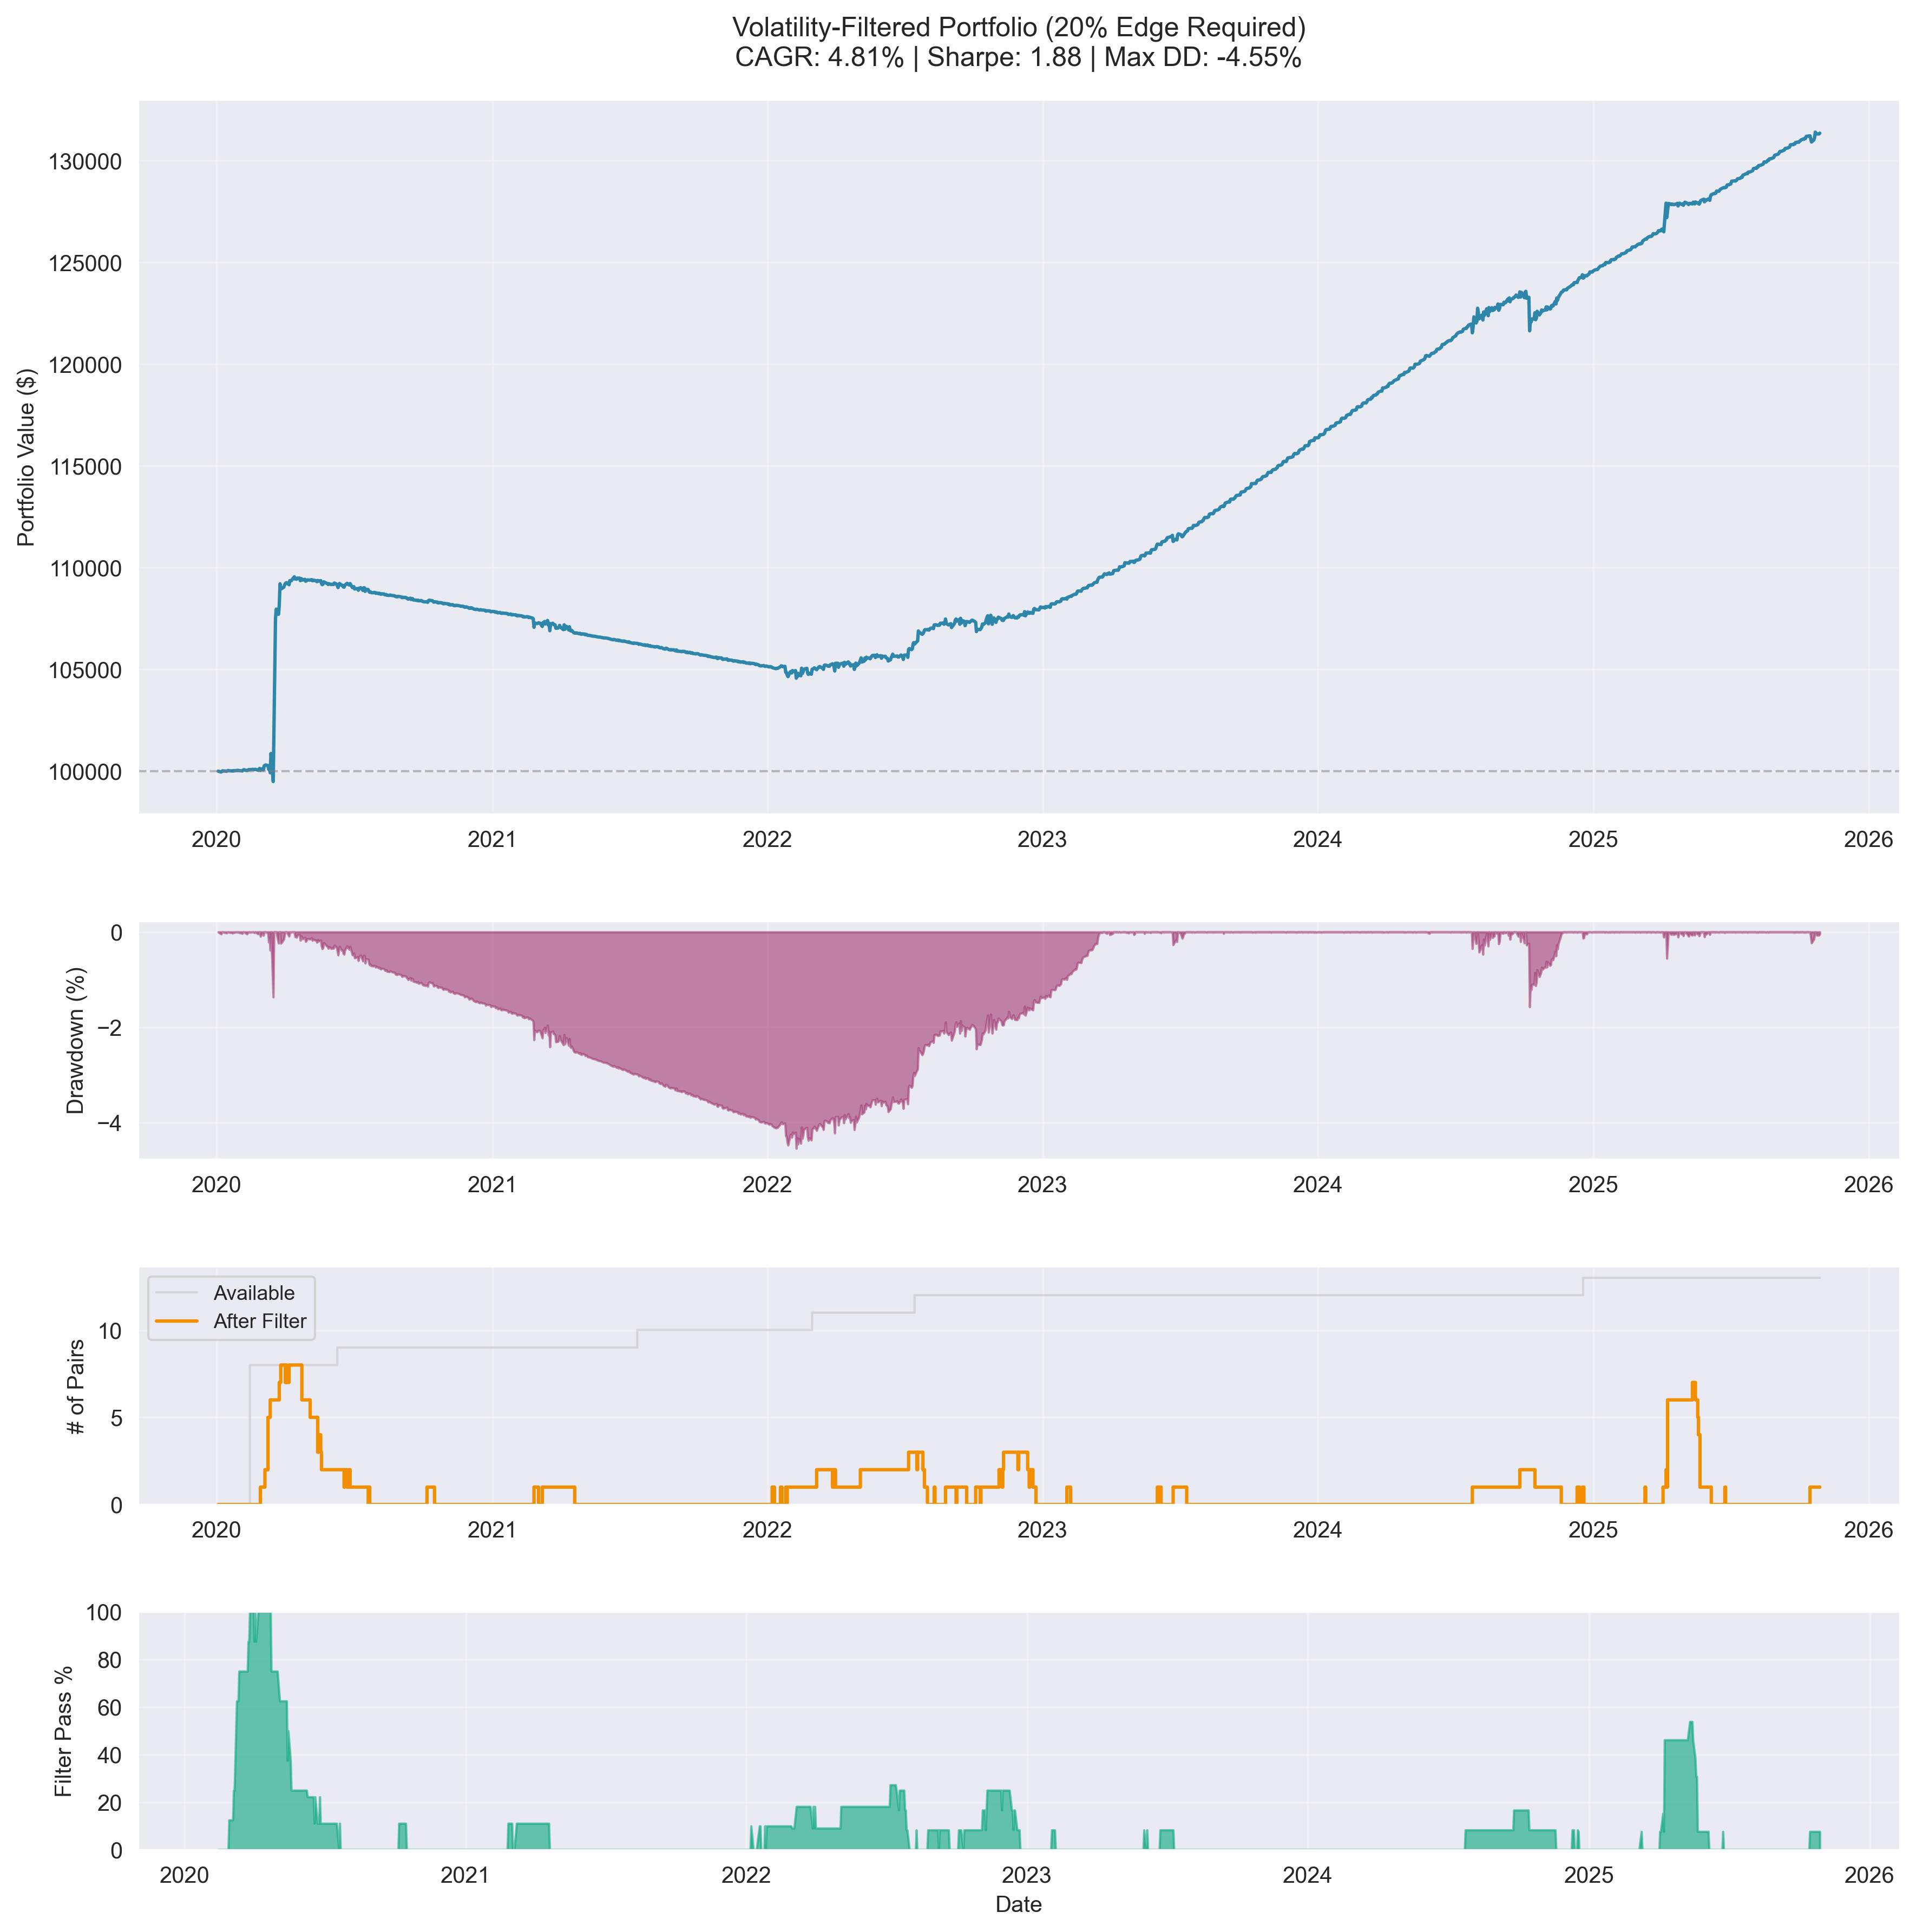 Volatility-Filtered Portfolio (20% Edge Required)
CAGR: 4.81% | Sharpe: 1.88 | Max DD: -4.55%
Portfolio Value ($)
130000
125000
120000
115000
110000
105000
100000
2020 2021 2022 2023 2024 2025 2026
Drawdown (%)
0
−2
−4
2020 2021 2022 2023 2024 2025 2026
Available
After Filter
# of Pairs
10
5
0
2020 2021 2022 2023 2024 2025 2026
Filter Pass %
100
80
60
40
20
0
2020 2021 2022 2023 2024 2025 2026
Date